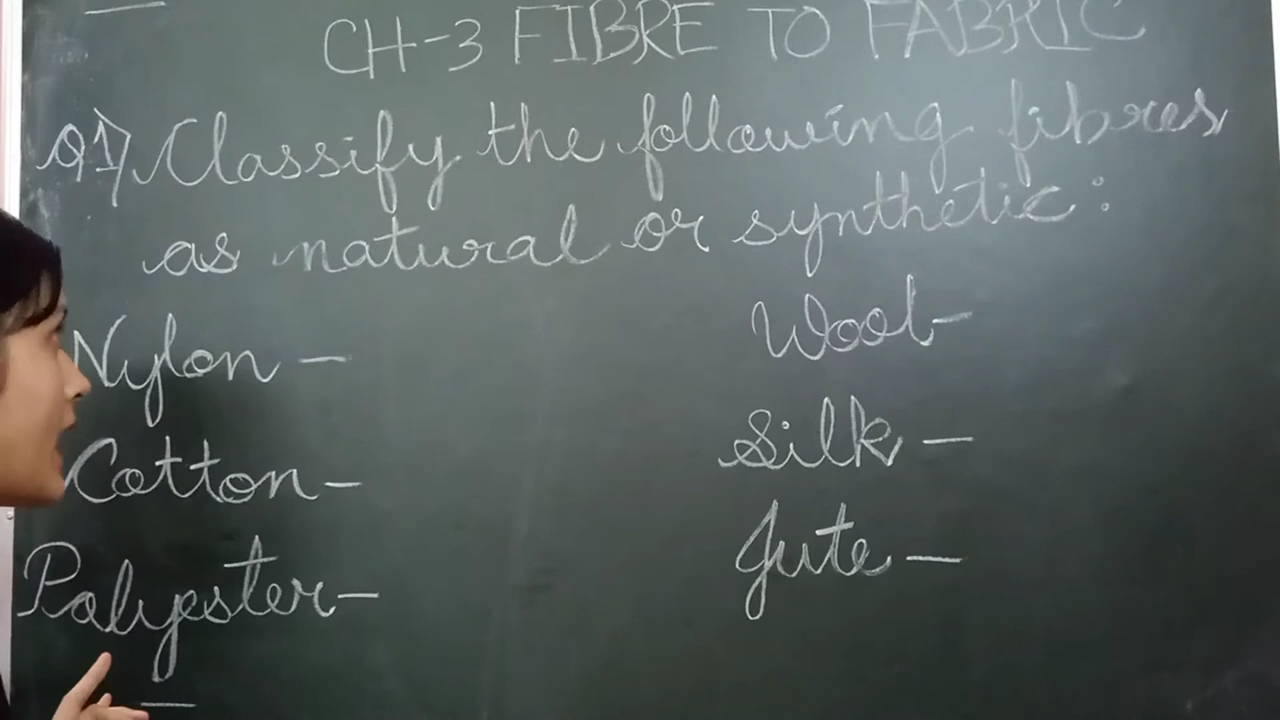 CH-3 FIBRE TO FABRIC
Q1) Classify the following fibres
as natural or synthetic:
Nylon -
Wool -
Cotton -
Silk -
Polyester -
Jute -